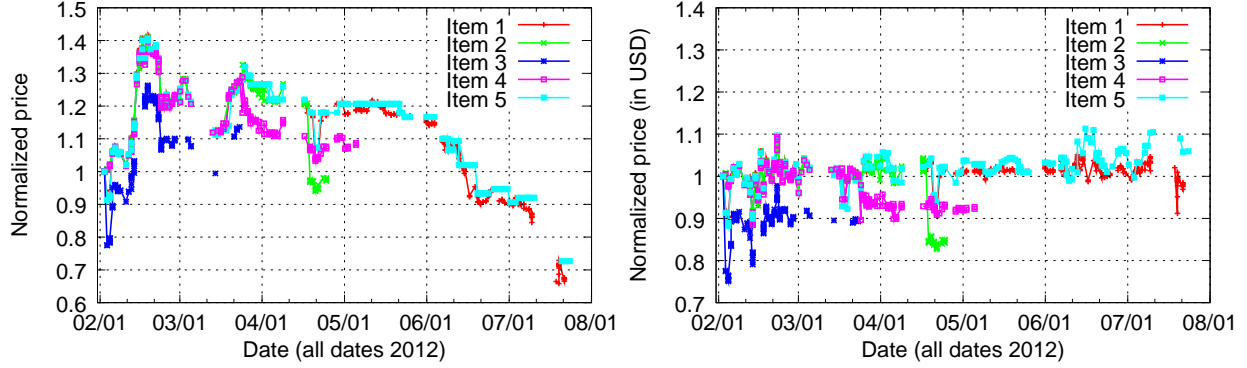 Normalized price
1.5
1.4
1.3
1.2
1.1
1
0.9
0.8
0.7
0.6
02/01 03/01 04/01 05/01 06/01 07/01 08/01
Date (all dates 2012)
Item 1
Item 2
Item 3
Item 4
Item 5
Normalized price (in USD)
1.4
1.3
1.2
1.1
1
0.9
0.8
0.7
02/01 03/01 04/01 05/01 06/01 07/01 08/01
Date (all dates 2012)
Item 1
Item 2
Item 3
Item 4
Item 5